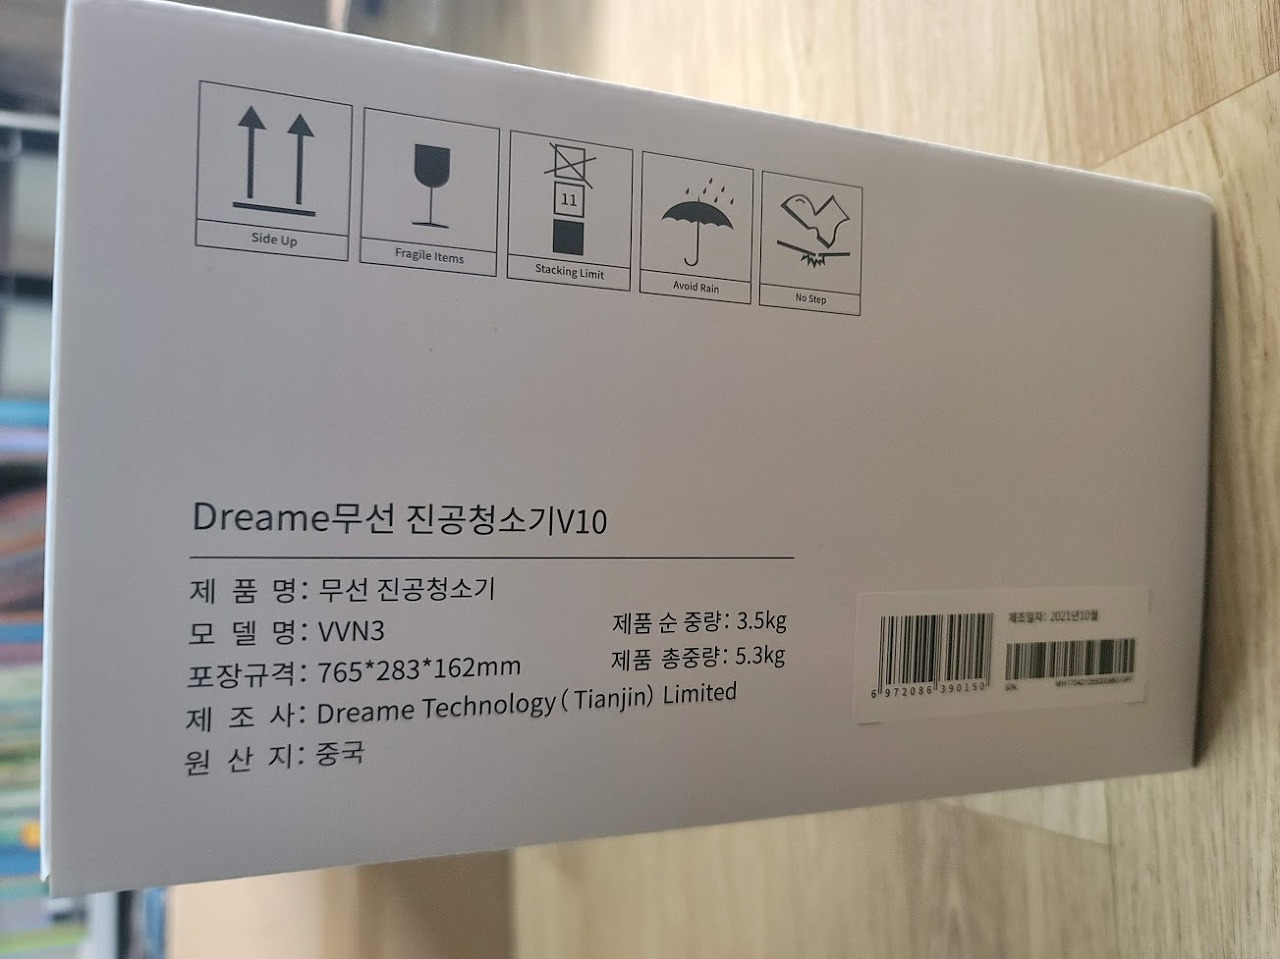 Side Up
Fragile Items
11
Stacking Limit
Avoid Rain
No Step
Dreame무선 진공청소기V10
제 품 명: 무선 진공청소기
모 델 명: VVN3
제품 순 중량: 3.5kg
포장규격: 765*283*162mm
제품 총중량: 5.3kg
제 조 사: Dreame Technology(Tianjin) Limited
원 산 지: 중국
6 972086 390150
제조일자: 2021년10월
S/N: